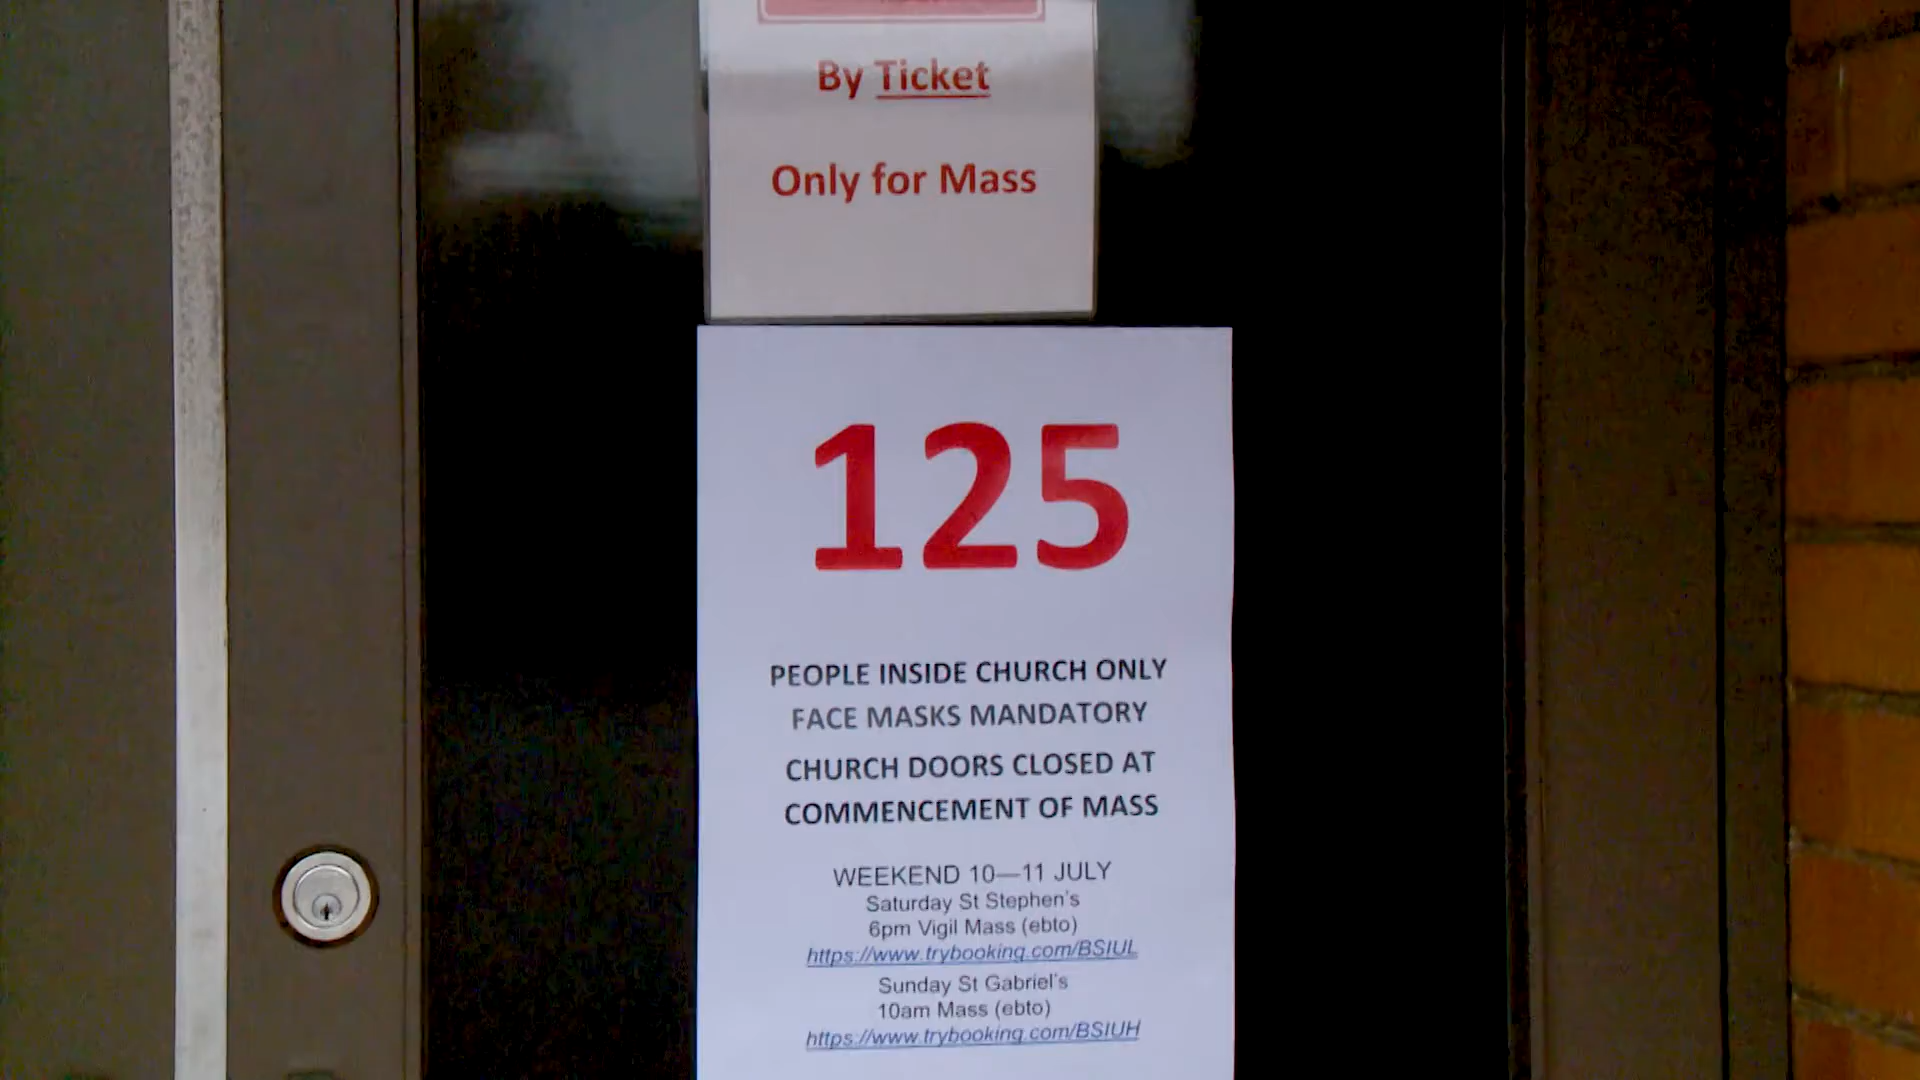 By Ticket
Only for Mass
125
PEOPLE INSIDE CHURCH ONLY
FACE MASKS MANDATORY
CHURCH DOORS CLOSED AT
COMMENCEMENT OF MASS
WEEKEND 10—11 JULY
Saturday St Stephen's
6pm Vigil Mass (ebto)
https://www.trybooking.com/BSIUL
Sunday St Gabriel's
10am Mass (ebto)
https://www.trybooking.com/BSIUH